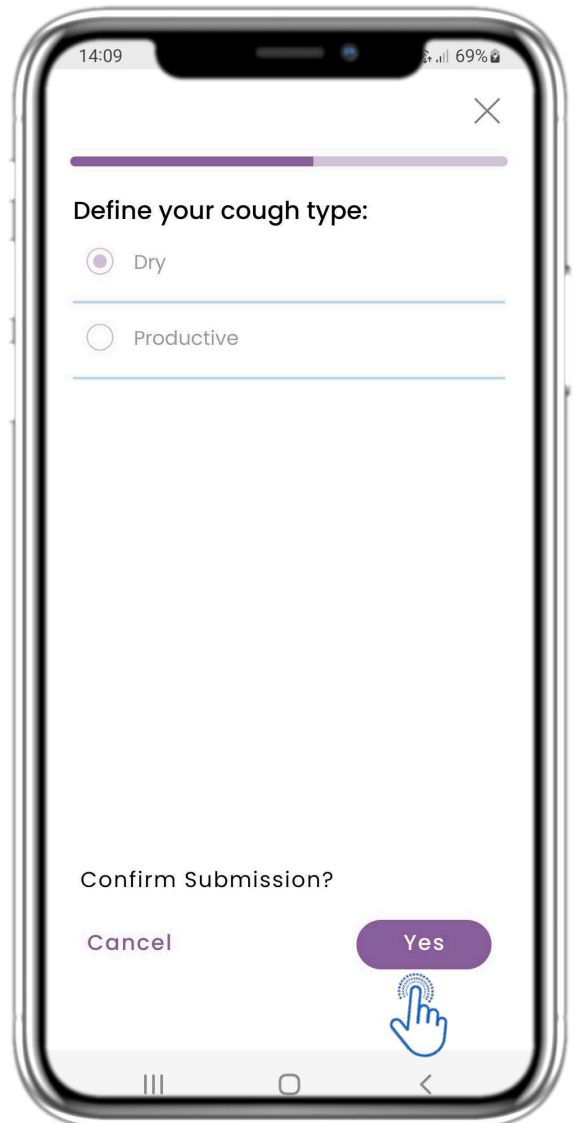 14:09
69%
Define your cough type:
Dry
Productive
Confirm Submission?
Cancel
Yes